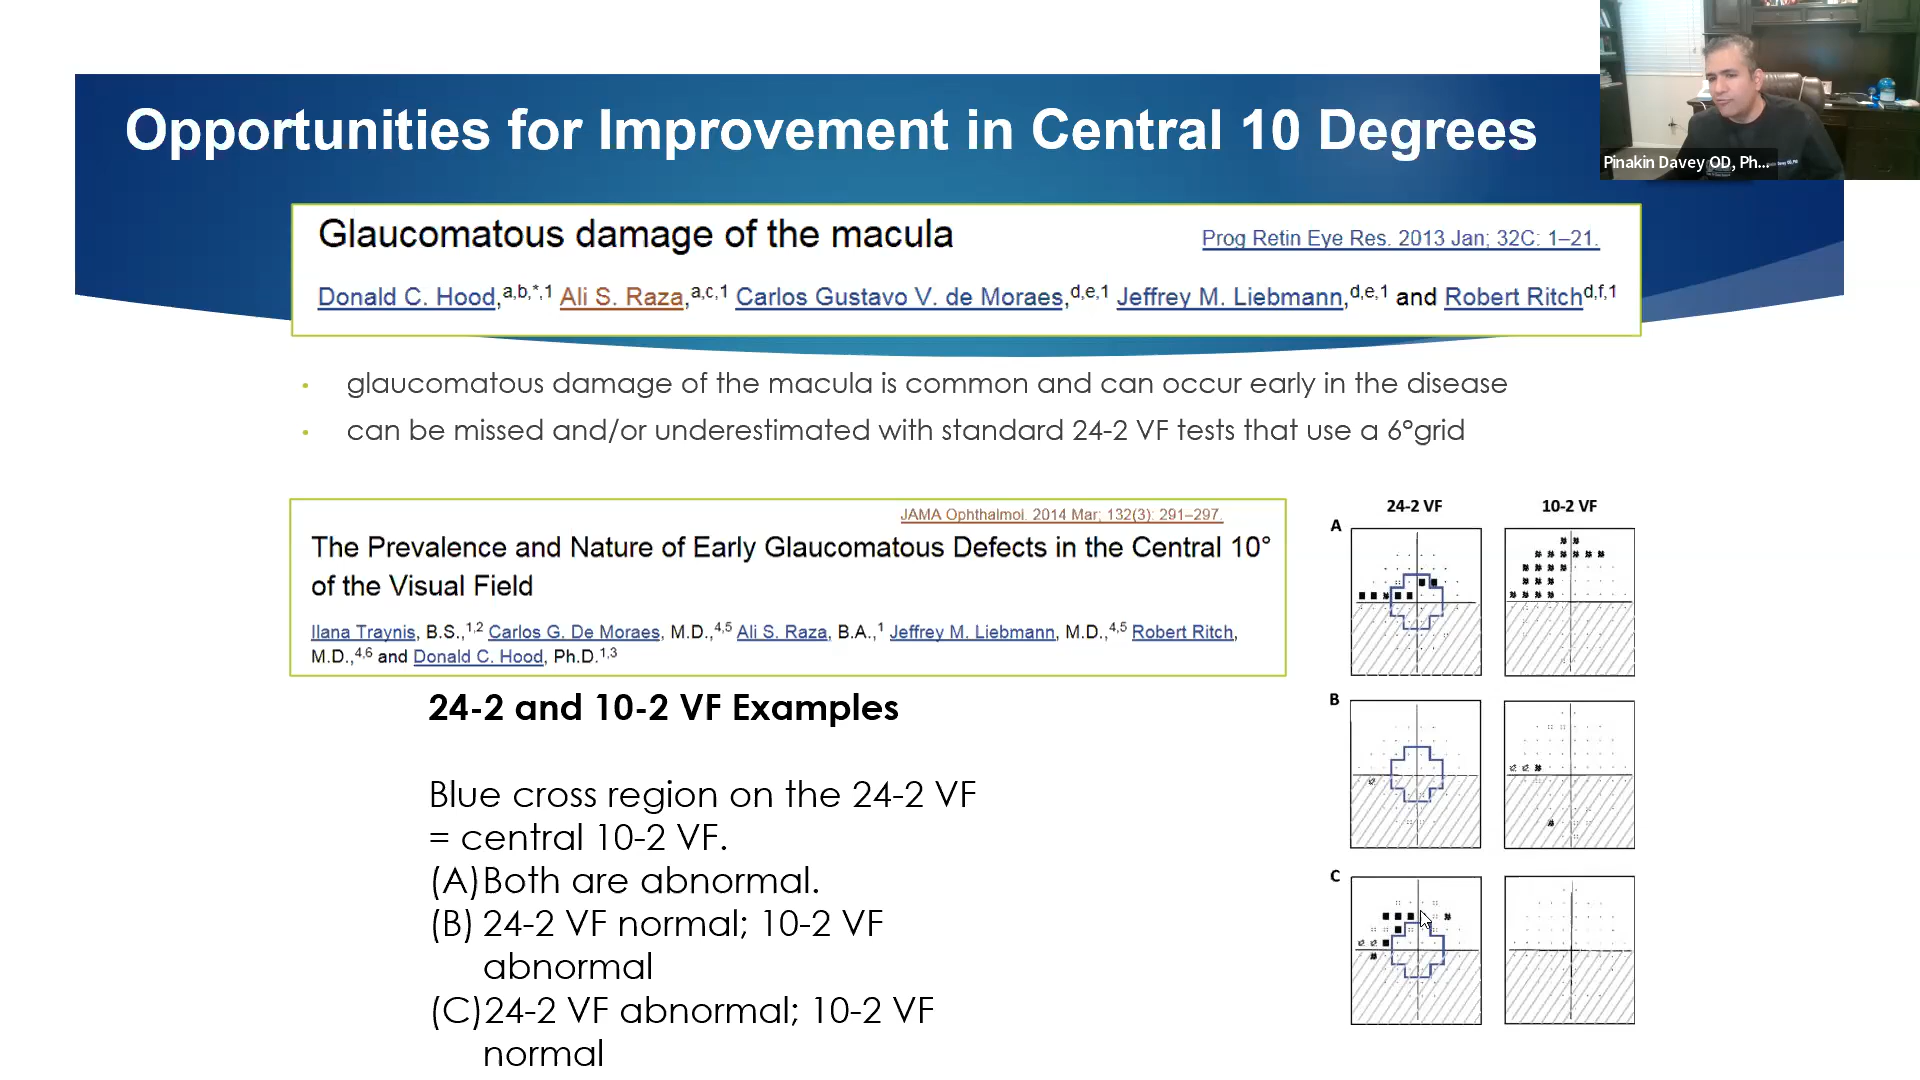 Opportunities for Improvement in Central 10 Degrees
Pinakin Davey OD, Ph...
Glaucomatous damage of the macula
Prog Retin Eye Res. 2013 Jan; 32C: 1–21.
Donald C. Hood,a,b,*,1 Ali S. Raza,a,c,1 Carlos Gustavo V. de Moraes,d,e,1 Jeffrey M. Liebmann,d,e,1 and Robert Ritchd,f,1
• glaucomatous damage of the macula is common and can occur early in the disease
• can be missed and/or underestimated with standard 24-2 VF tests that use a 6°grid
JAMA Ophthalmol. 2014 Mar; 132(3): 291–297.
The Prevalence and Nature of Early Glaucomatous Defects in the Central 10°
of the Visual Field
Ilana Traynis, B.S.,1,2 Carlos G. De Moraes, M.D.,4,5 Ali S. Raza, B.A.,1 Jeffrey M. Liebmann, M.D.,4,5 Robert Ritch,
M.D.,4,6 and Donald C. Hood, Ph.D.1,3
24-2 and 10-2 VF Examples
Blue cross region on the 24-2 VF
= central 10-2 VF.
(A)Both are abnormal.
(B) 24-2 VF normal; 10-2 VF
abnormal
(C)24-2 VF abnormal; 10-2 VF
normal
24-2 VF
10-2 VF
A
B
C